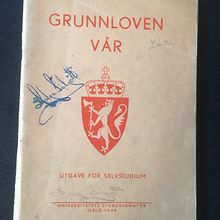 GRUNNLOVEN
VÅR
UTGAVE FOR SELVSTUDIUM
UNIVERSITETETS STUDENTKONTOR